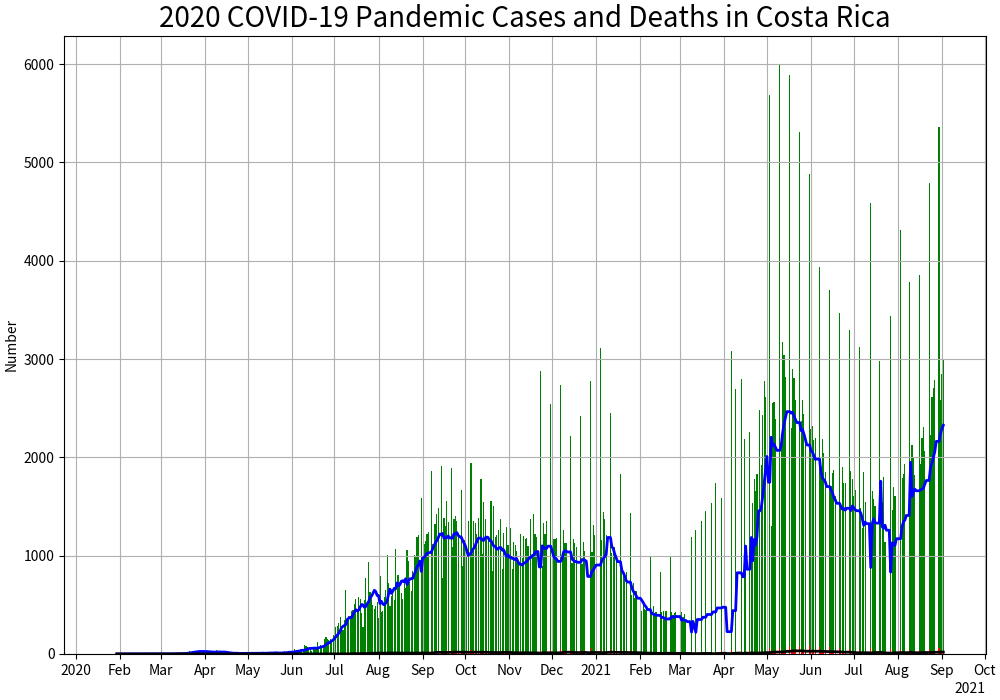 2020 COVID-19 Pandemic Cases and Deaths in Costa Rica
Number
6000
5000
4000
3000
2000
1000
0
2020 Feb Mar Apr May Jun Jul Aug Sep Oct Nov Dec 2021 Feb Mar Apr May Jun Jul Aug Sep Oct
2021